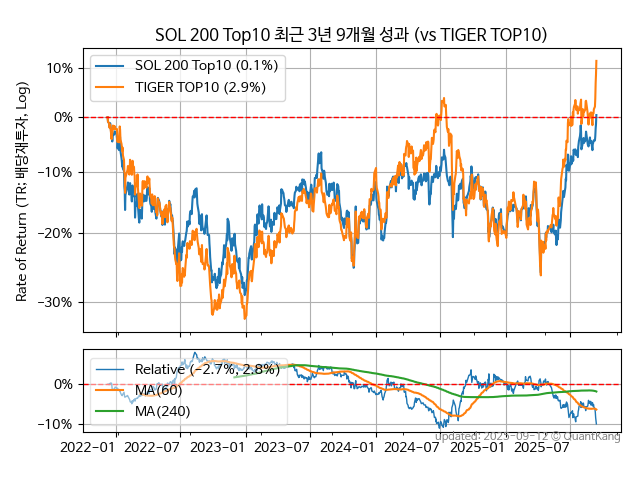 SOL 200 Top10 최근 3년 9개월 성과 (vs TIGER TOP10)
Rate of Return (TR: 배당재투자, Log)
SOL 200 Top10 (0.1%)
TIGER TOP10 (2.9%)
10%
0%
−10%
−20%
−30%
Relative (−2.7%, 2.8%)
MA(60)
MA(240)
0%
−10%
2022−01 2022−07 2023−01 2023−07 2024−01 2024−07 2025−01 2025−07
updated: 2025-09-12 © QuantKang